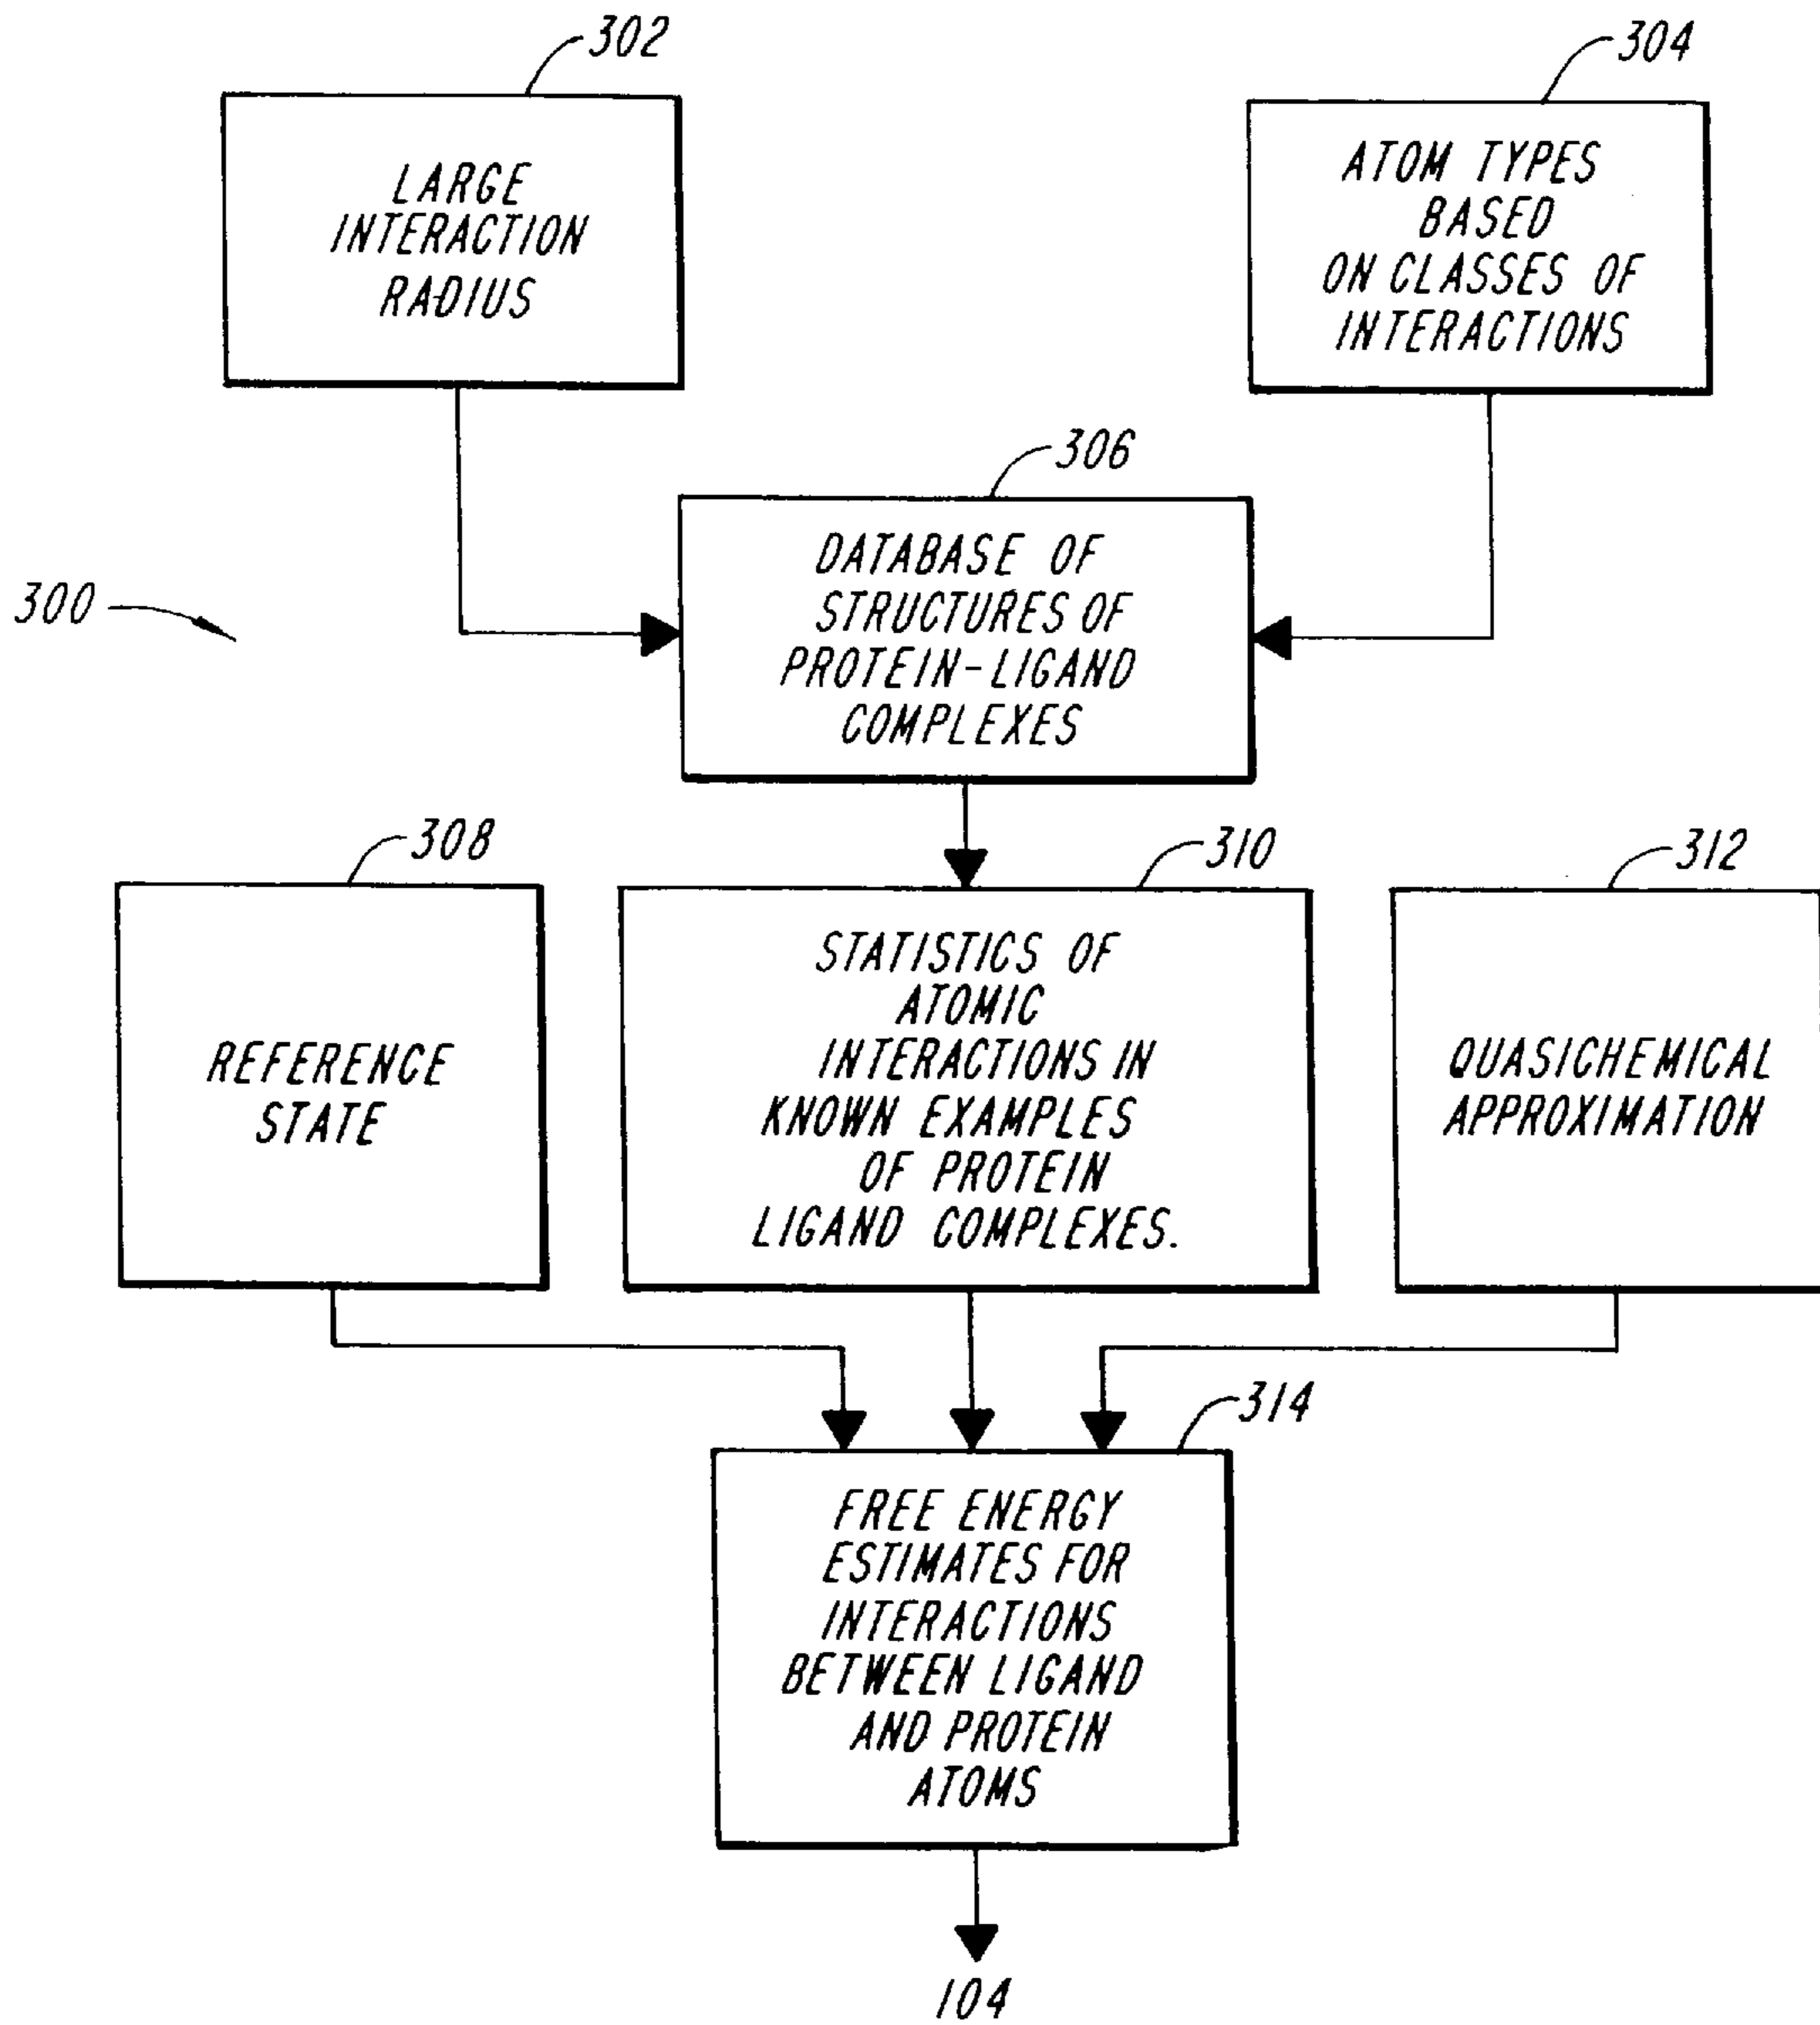 302
304
LARGE
INTERACTION
RADIUS
ATOM TYPES
BASED
ON CLASSES OF
INTERACTIONS
306
300
DATABASE OF
STRUCTURES OF
PROTEIN-LIGAND
COMPLEXES
308
310
312
REFERENCE
STATE
STATISTICS OF
ATOMIC
INTERACTIONS IN
KNOWN EXAMPLES
OF PROTEIN
LIGAND COMPLEXES.
QUASICHEMICAL
APPROXIMATION
314
FREE ENERGY
ESTIMATES FOR
INTERACTIONS
BETWEEN LIGAND
AND PROTEIN
ATOMS
104